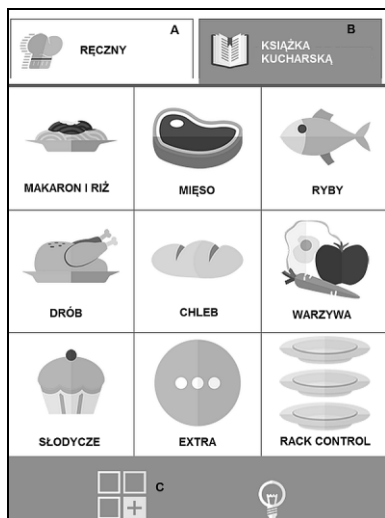 RĘCZNY
A
KSIĄŻKA
KUCHARSKĄ
B
MAKARON I RIŻ
MIĘSO
RYBY
DRÓB
CHLEB
WARZYWA
SŁODYCZE
EXTRA
RACK CONTROL
C